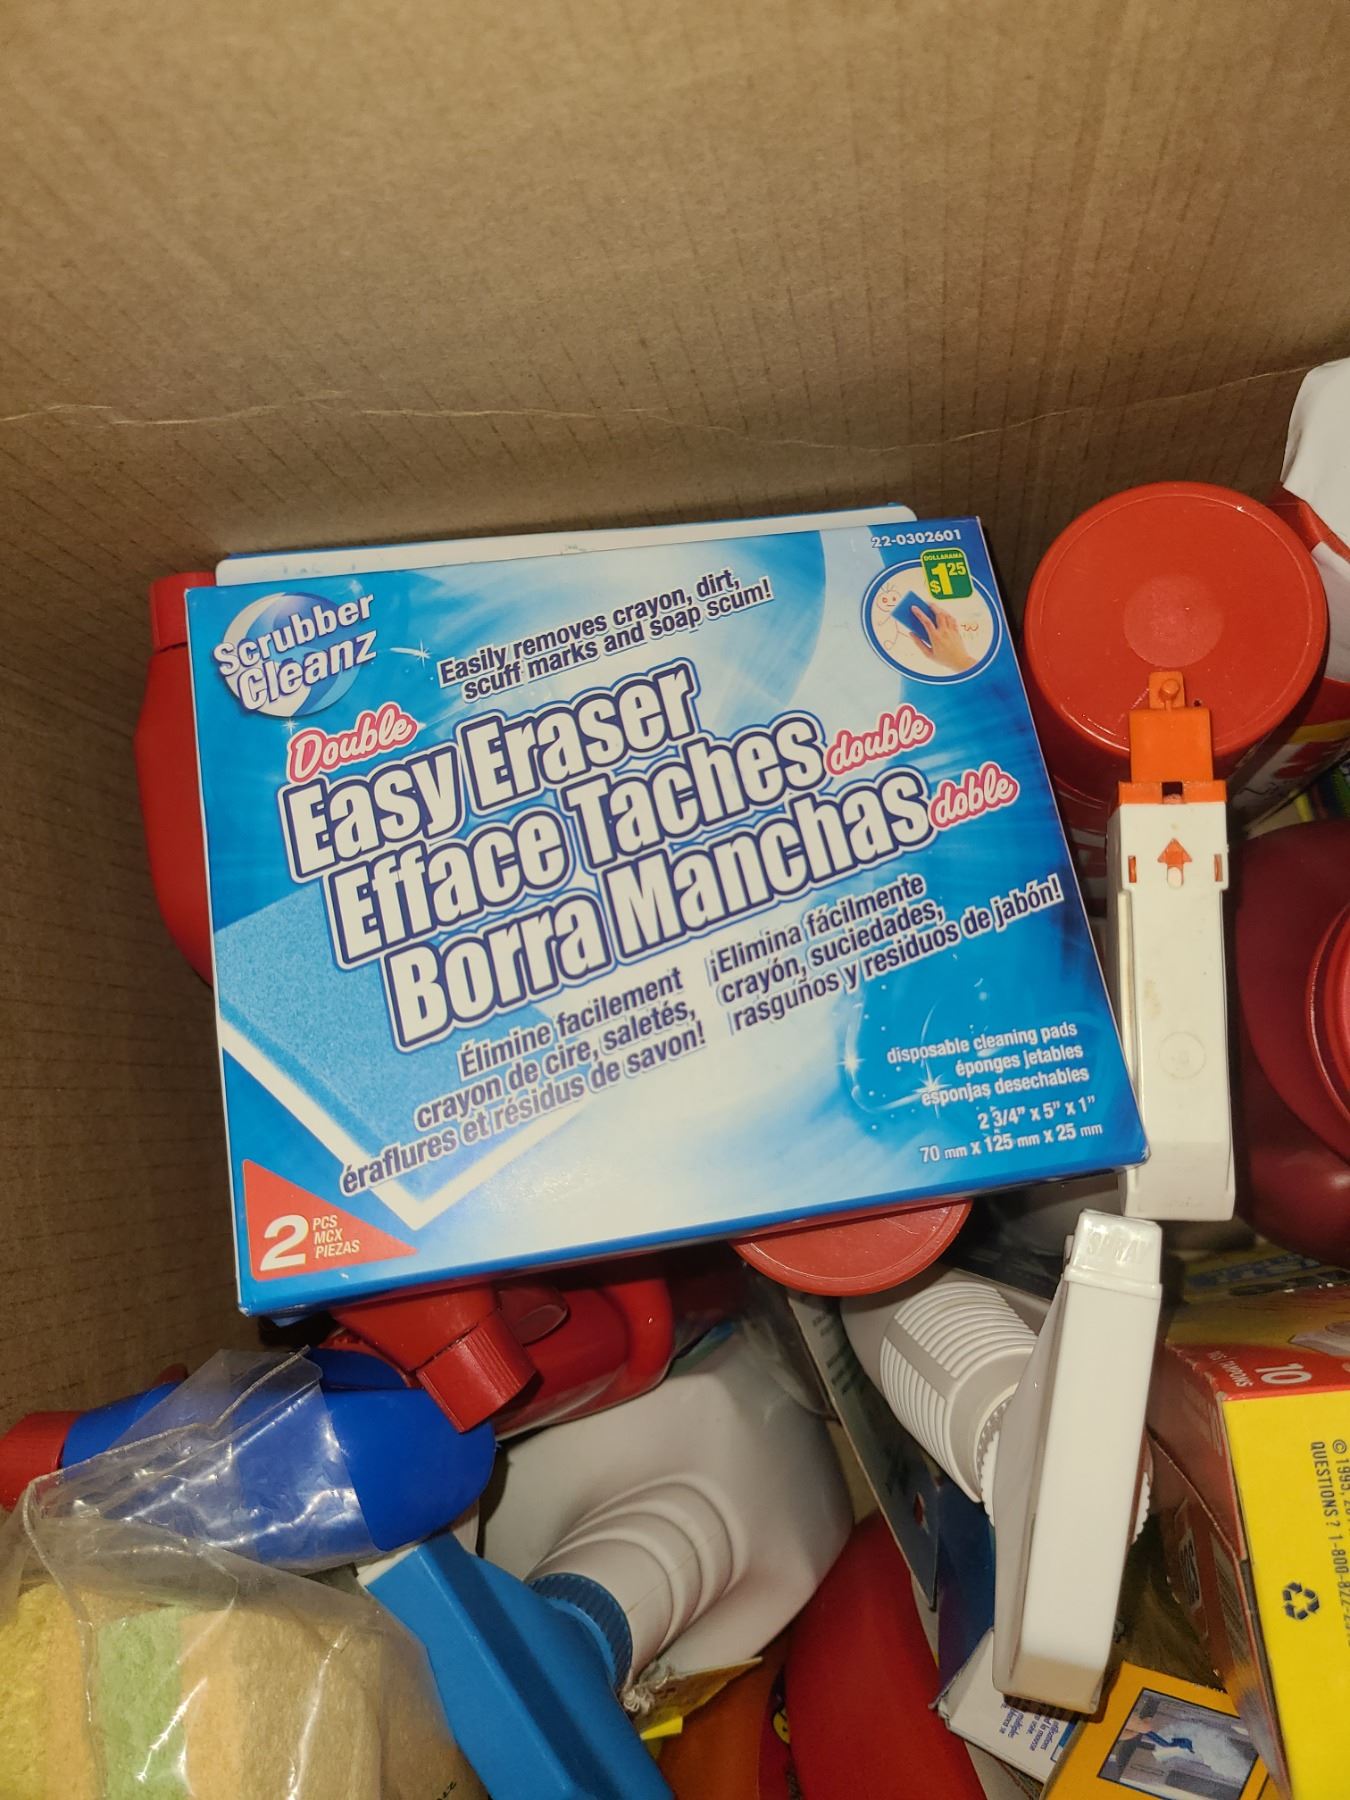 22-0302601
DOLLARAMA
$1 25
Scrubber
Cleanz
Easily removes crayon, dirt,
scuff marks and soap scum!
Double
Easy Eraser
Efface Taches double
Borra Manchas doble
Élimine facilement
crayon de cire, saletés,
éraflures et résidus de savon!
¡Elimina fácilmente
crayón, suciedades,
rasguños y residuos de jabón!
disposable cleaning pads
éponges jetables
esponjas desechables
2 3/4" x 5" x 1"
70 mm x 125 mm x 25 mm
2 PCS
MCX
PIEZAS
10
TAMPONS
QUESTIONS ? 1-800-822-